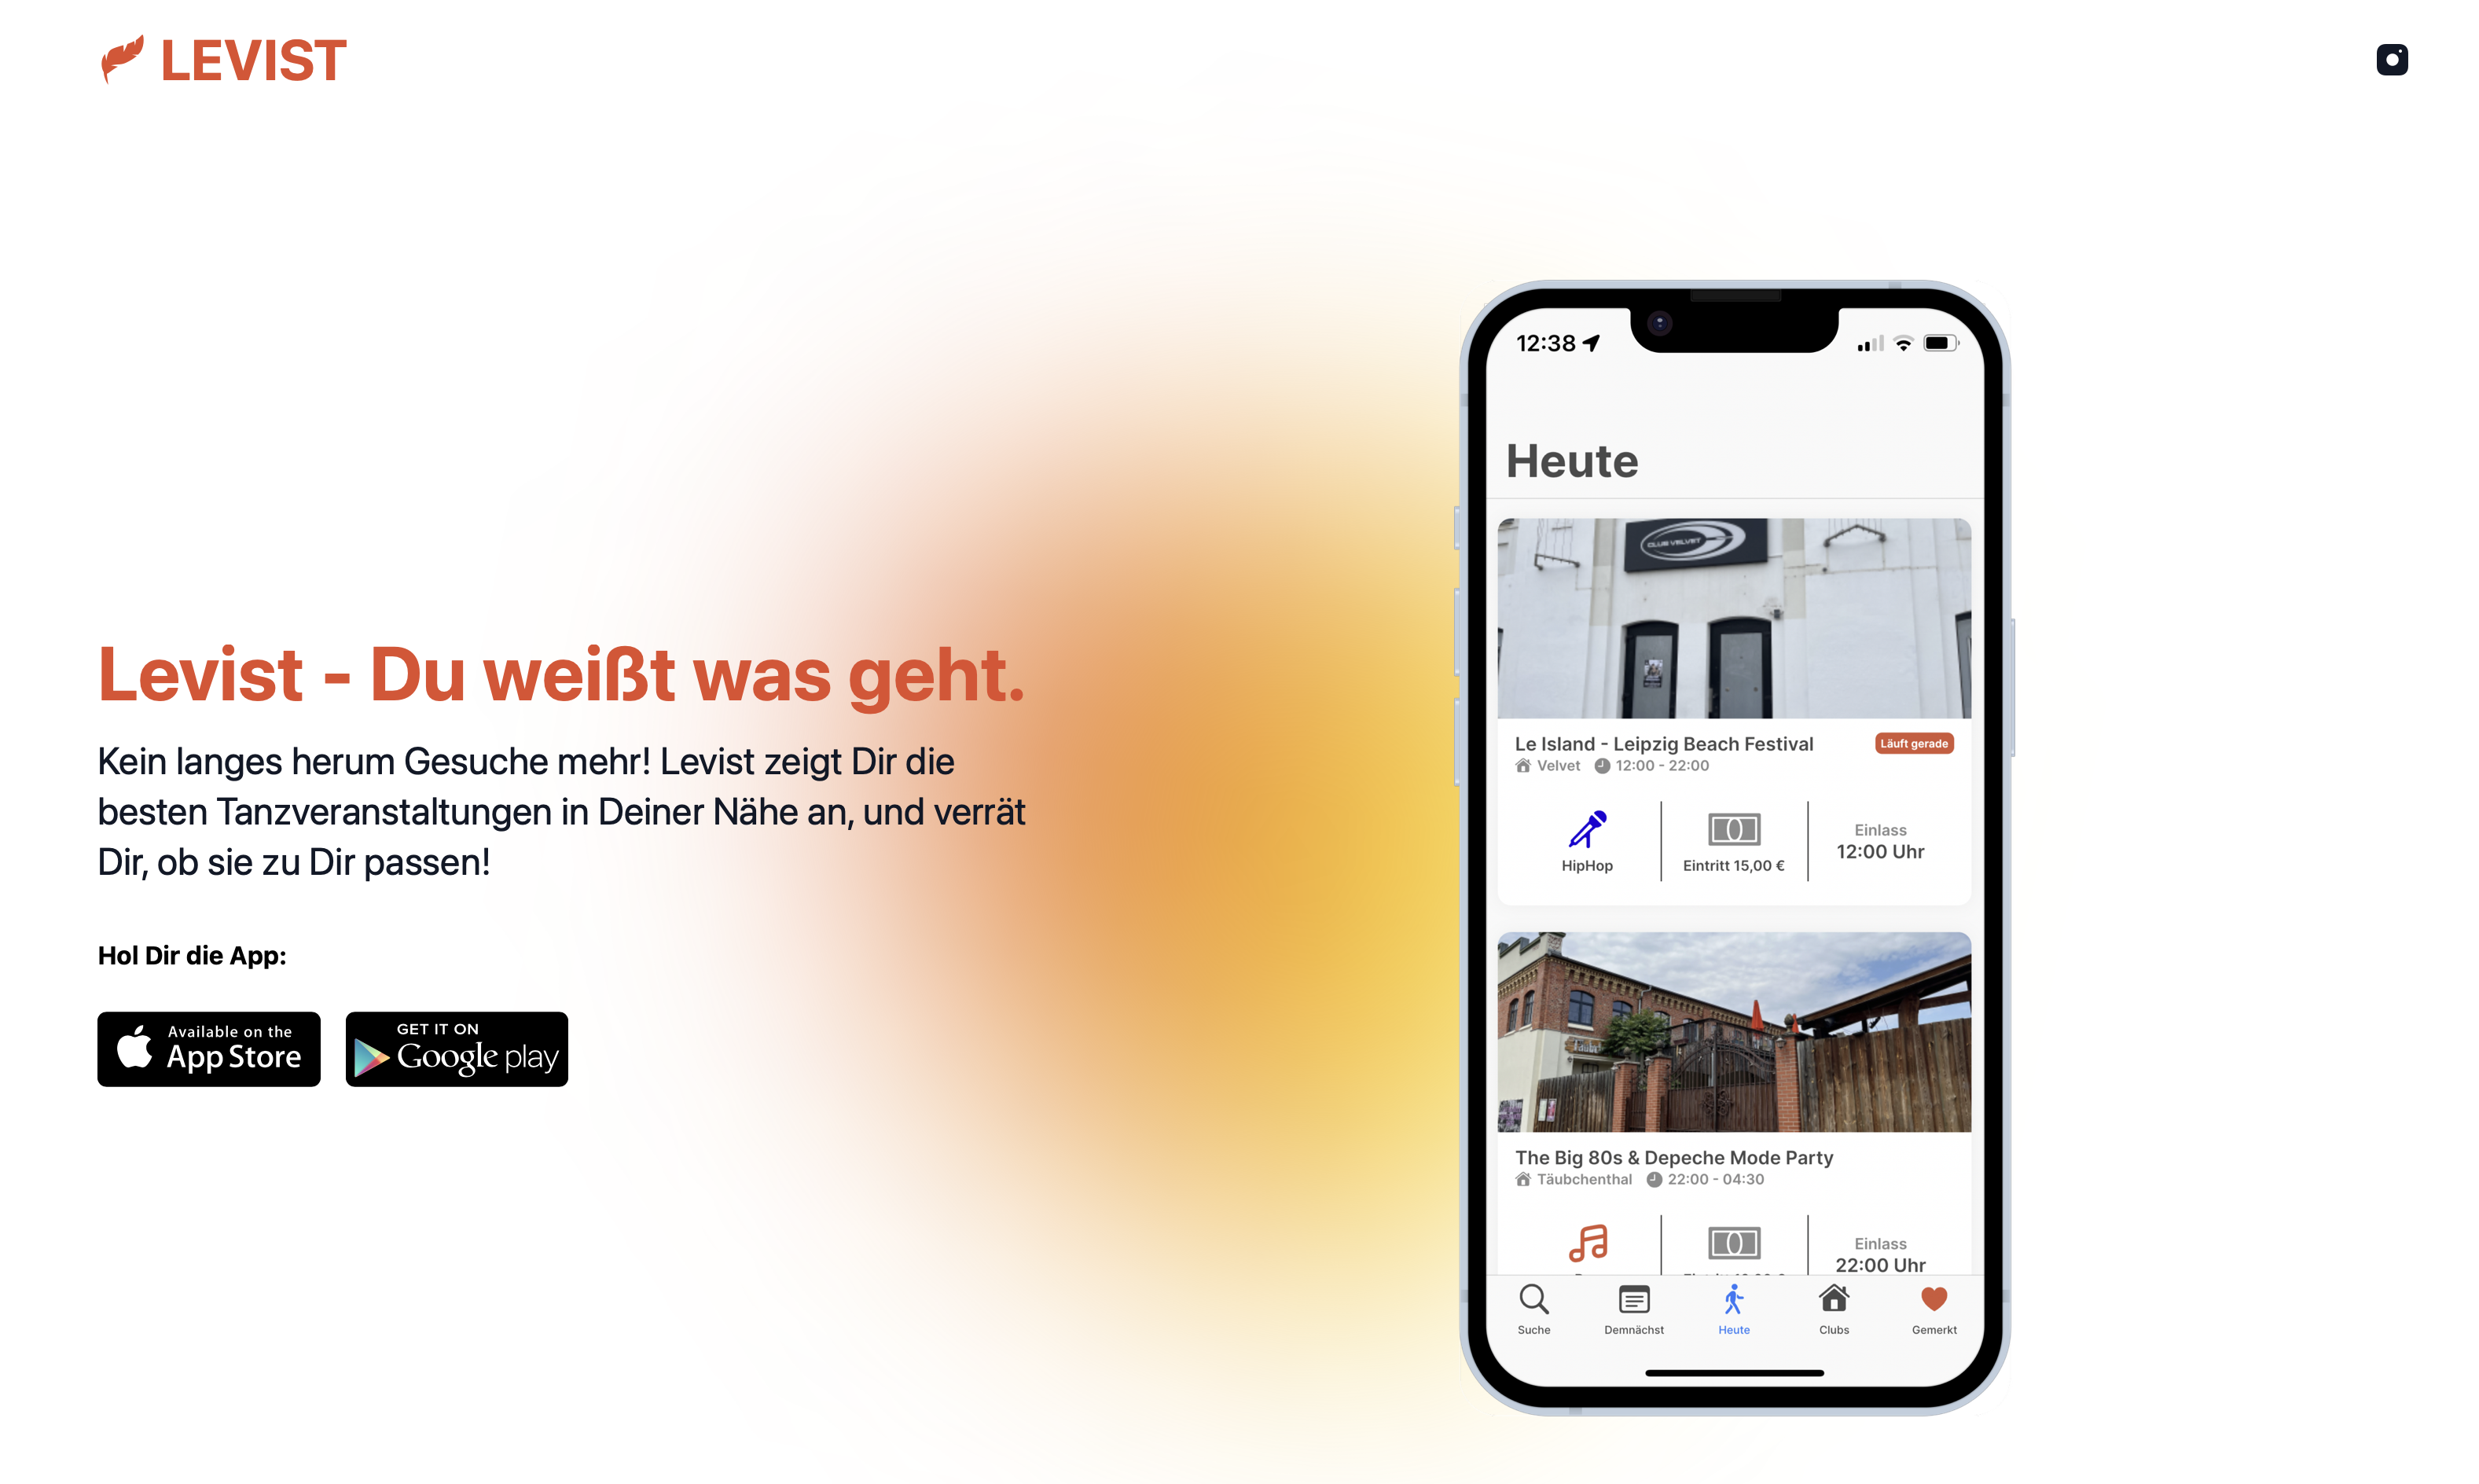 LEVIST
Levist - Du weißt was geht.
Kein langes herum Gesuche mehr! Levist zeigt Dir die
besten Tanzveranstaltungen in Deiner Nähe an, und verrät
Dir, ob sie zu Dir passen!
Hol Dir die App:
Available on the
App Store
GET IT ON
Google play
12:38
Heute
CLUB VELVET
Le Island - Leipzig Beach Festival
Läuft gerade
Velvet 12:00 - 22:00
HipHop
Eintritt 15,00 €
Einlass
12:00 Uhr
The Big 80s & Depeche Mode Party
Täubchenthal 22:00 - 04:30
Einlass
22:00 Uhr
Suche
Demnächst
Heute
Clubs
Gemerkt